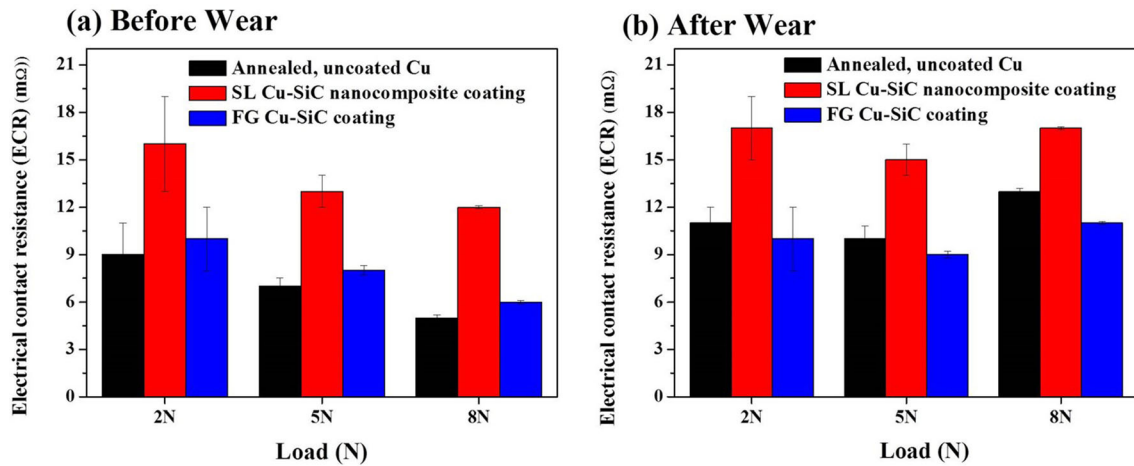 (a) Before Wear
Electrical contact resistance (ECR) (mΩ))
21
18
15
12
9
6
3
0
Annealed, uncoated Cu
SL Cu-SiC nanocomposite coating
FG Cu-SiC coating
2N
5N
8N
Load (N)
(b) After Wear
Electrical contact resistance (ECR) (mΩ)
21
18
15
12
9
6
3
0
Annealed, uncoated Cu
SL Cu-SiC nanocomposite coating
FG Cu-SiC coating
2N
5N
8N
Load (N)